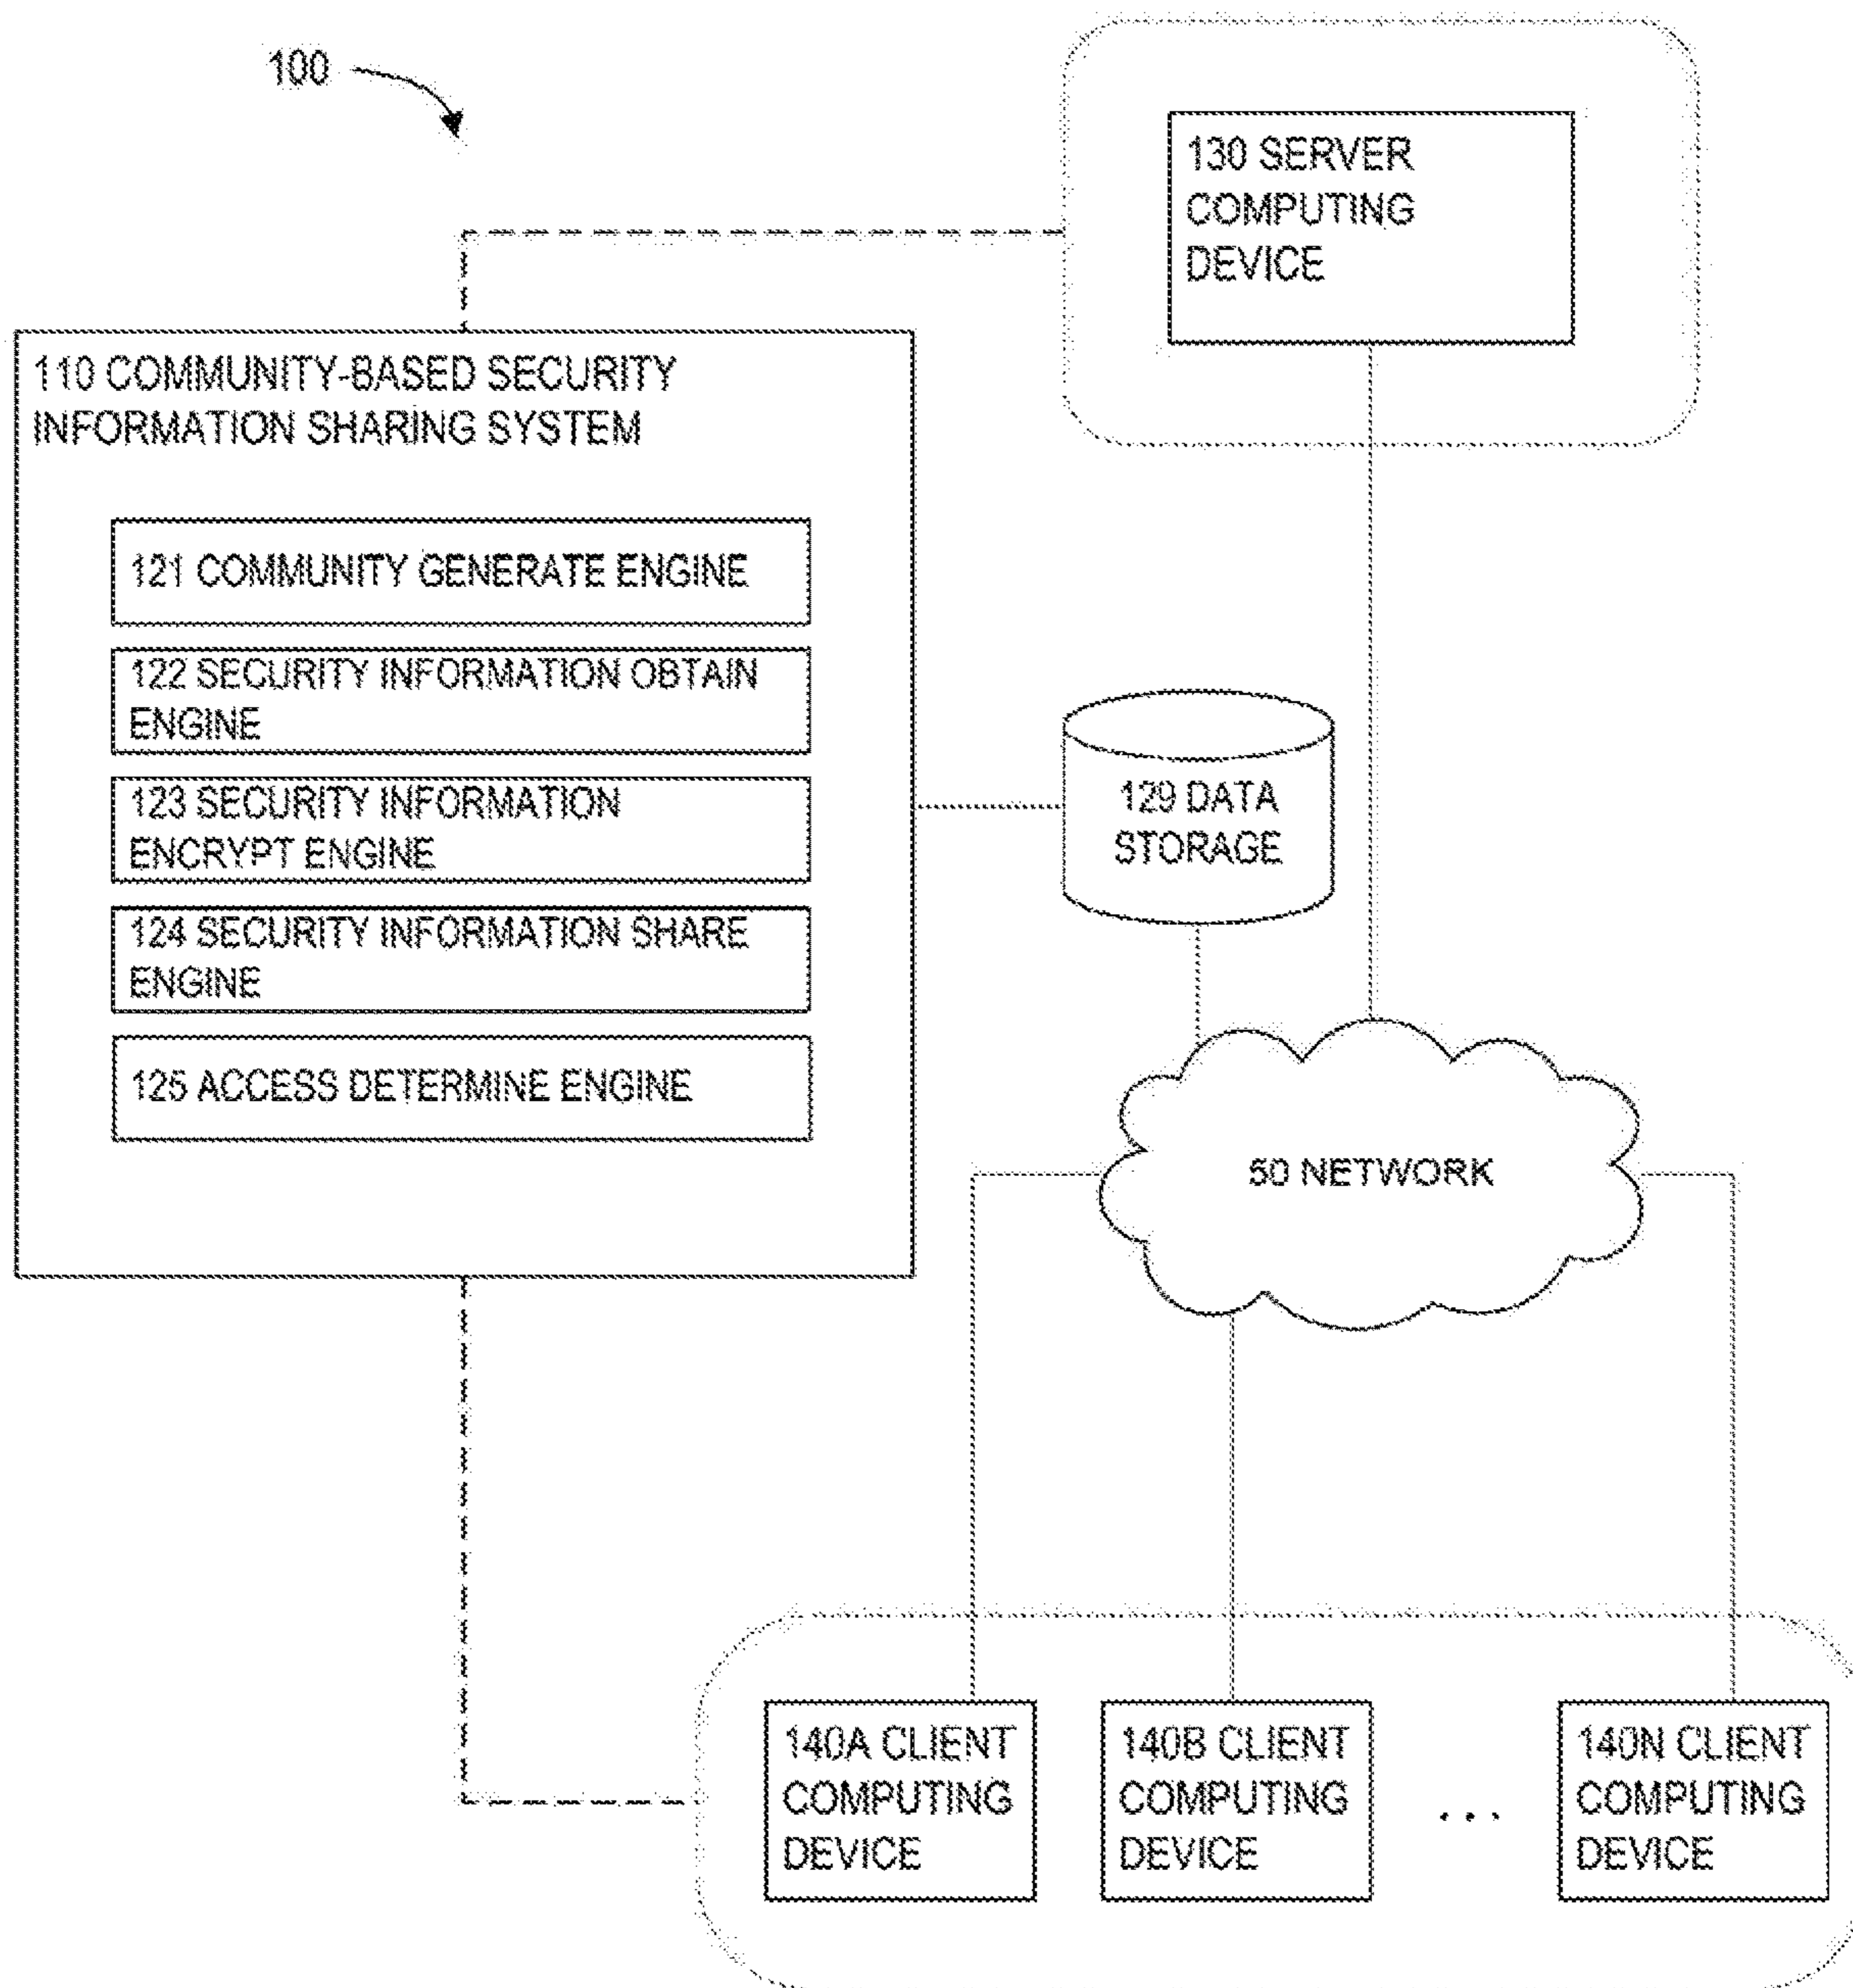 100
130 SERVER
COMPUTING
DEVICE
110 COMMUNITY-BASED SECURITY
INFORMATION SHARING SYSTEM
121 COMMUNITY GENERATE ENGINE
122 SECURITY INFORMATION OBTAIN
ENGINE
123 SECURITY INFORMATION
ENCRYPT ENGINE
124 SECURITY INFORMATION SHARE
ENGINE
125 ACCESS DETERMINE ENGINE
129 DATA
STORAGE
50 NETWORK
140A CLIENT
COMPUTING
DEVICE
140B CLIENT
COMPUTING
DEVICE
...
140N CLIENT
COMPUTING
DEVICE